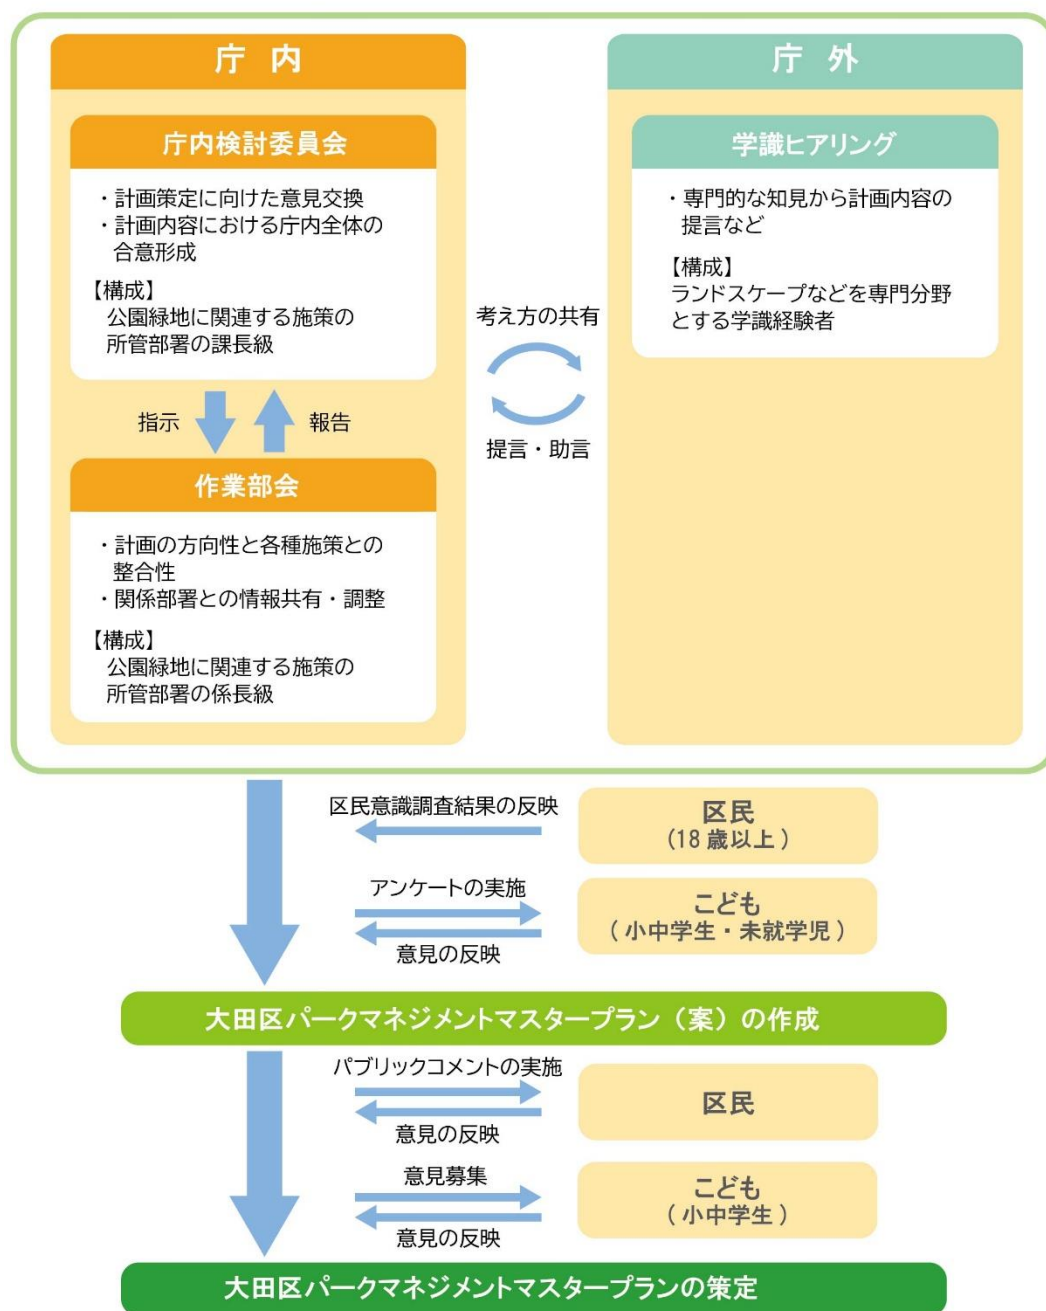 庁内
庁内検討委員会
・計画策定に向けた意見交換
・計画内容における庁内全体の
合意形成
【構成】
公園緑地に関連する施策の
所管部署の課長級
指示
報告
作業部会
・計画の方向性と各種施策との
整合性
・関係部署との情報共有・調整
【構成】
公園緑地に関連する施策の
所管部署の係長級
考え方の共有
提言・助言
庁外
学識ヒアリング
・専門的な知見から計画内容の
提言など
【構成】
ランドスケープなどを専門分野
とする学識経験者
区民意識調査結果の反映
区民
(18歳以上)
アンケートの実施
意見の反映
こども
(小中学生・未就学児)
大田区パークマネジメントマスタープラン（案）の作成
パブリックコメントの実施
意見の反映
区民
意見募集
意見の反映
こども
(小中学生)
大田区パークマネジメントマスタープランの策定